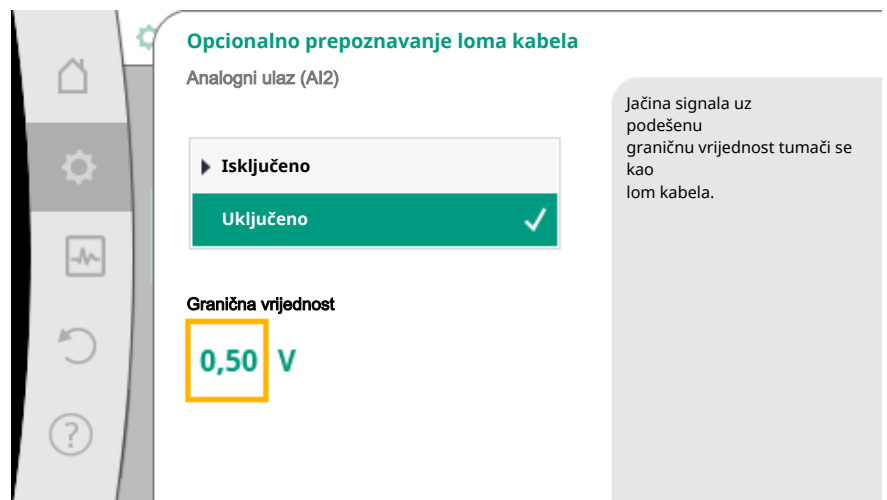 Opcionalno prepoznavanje loma kabela
Analogni ulaz (AI2)
Isključeno
Uključeno
Granična vrijednost
0,50 V
Jačina signala uz
podešenu
graničnu vrijednost tumači se
kao
lom kabela.
?